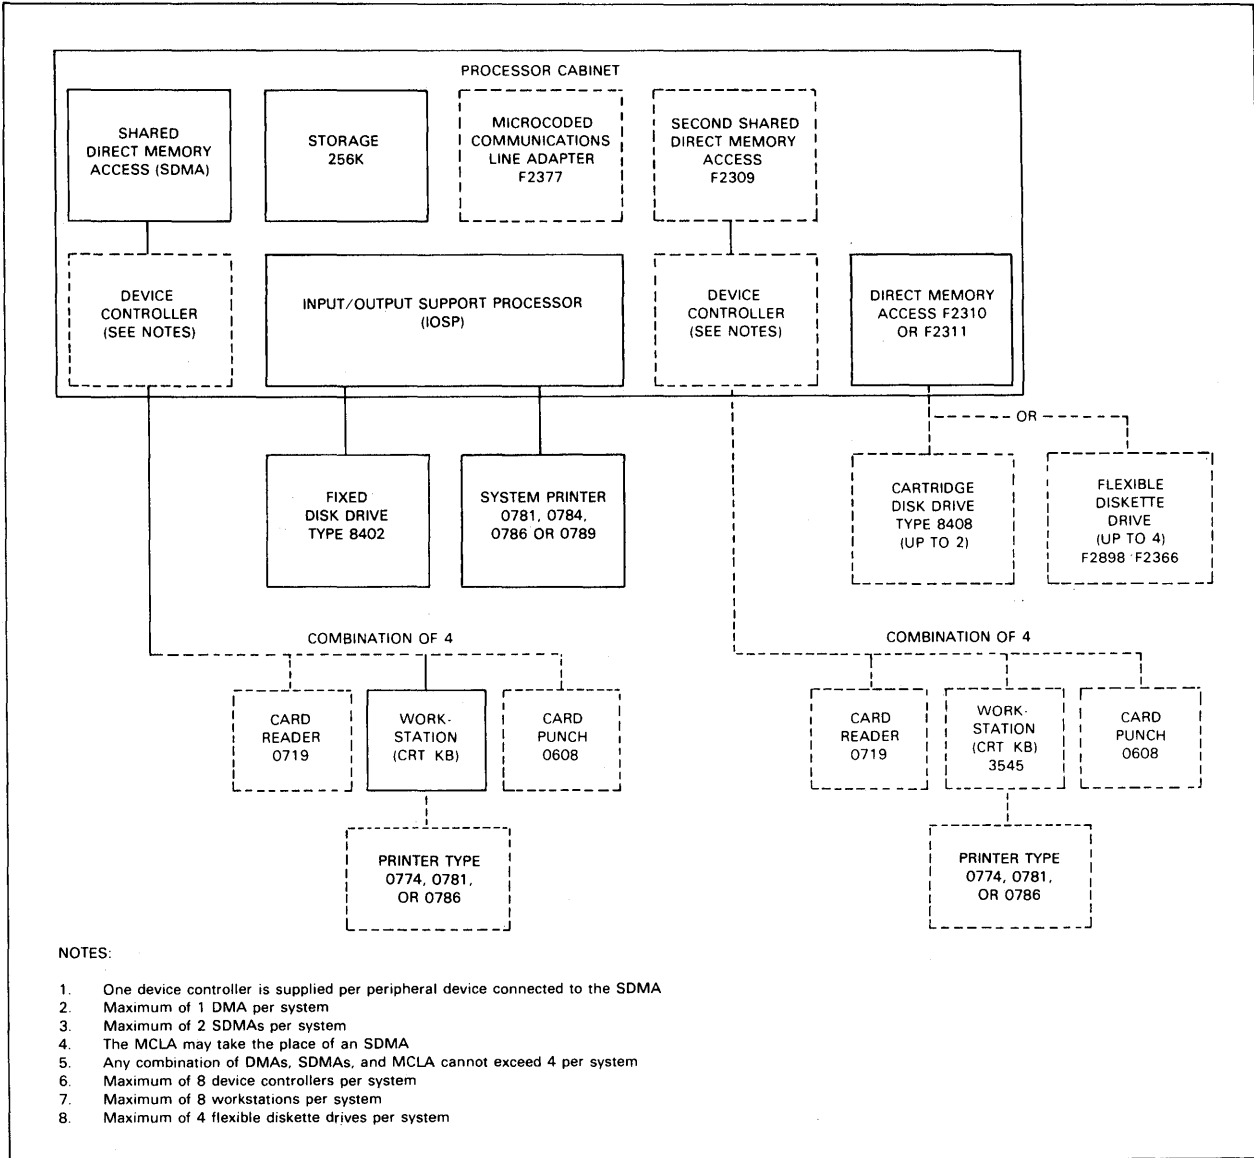 PROCESSOR CABINET
SHARED
DIRECT MEMORY
ACCESS (SDMA)
STORAGE
256K
MICROCODED
COMMUNICATIONS
LINE ADAPTER
F2377
SECOND SHARED
DIRECT MEMORY
ACCESS
F2309
DEVICE
CONTROLLER
(SEE NOTES)
INPUT/OUTPUT SUPPORT PROCESSOR
(IOSP)
DEVICE
CONTROLLER
(SEE NOTES)
DIRECT MEMORY
ACCESS F2310
OR F2311
OR
FIXED
DISK DRIVE
TYPE 8402
SYSTEM PRINTER
0781, 0784,
0786 OR 0789
CARTRIDGE
DISK DRIVE
TYPE 8408
(UP TO 2)
FLEXIBLE
DISKETTE
DRIVE
(UP TO 4)
F2898 F2366
COMBINATION OF 4
CARD
READER
0719
WORK-
STATION
(CRT KB)
CARD
PUNCH
0608
PRINTER TYPE
0774, 0781,
OR 0786
COMBINATION OF 4
CARD
READER
0719
WORK-
STATION
(CRT KB)
3545
CARD
PUNCH
0608
PRINTER TYPE
0774, 0781,
OR 0786
NOTES:
1. One device controller is supplied per peripheral device connected to the SDMA
2. Maximum of 1 DMA per system
3. Maximum of 2 SDMAs per system
4. The MCLA may take the place of an SDMA
5. Any combination of DMAs, SDMAs, and MCLA cannot exceed 4 per system
6. Maximum of 8 device controllers per system
7. Maximum of 8 workstations per system
8. Maximum of 4 flexible diskette drives per system